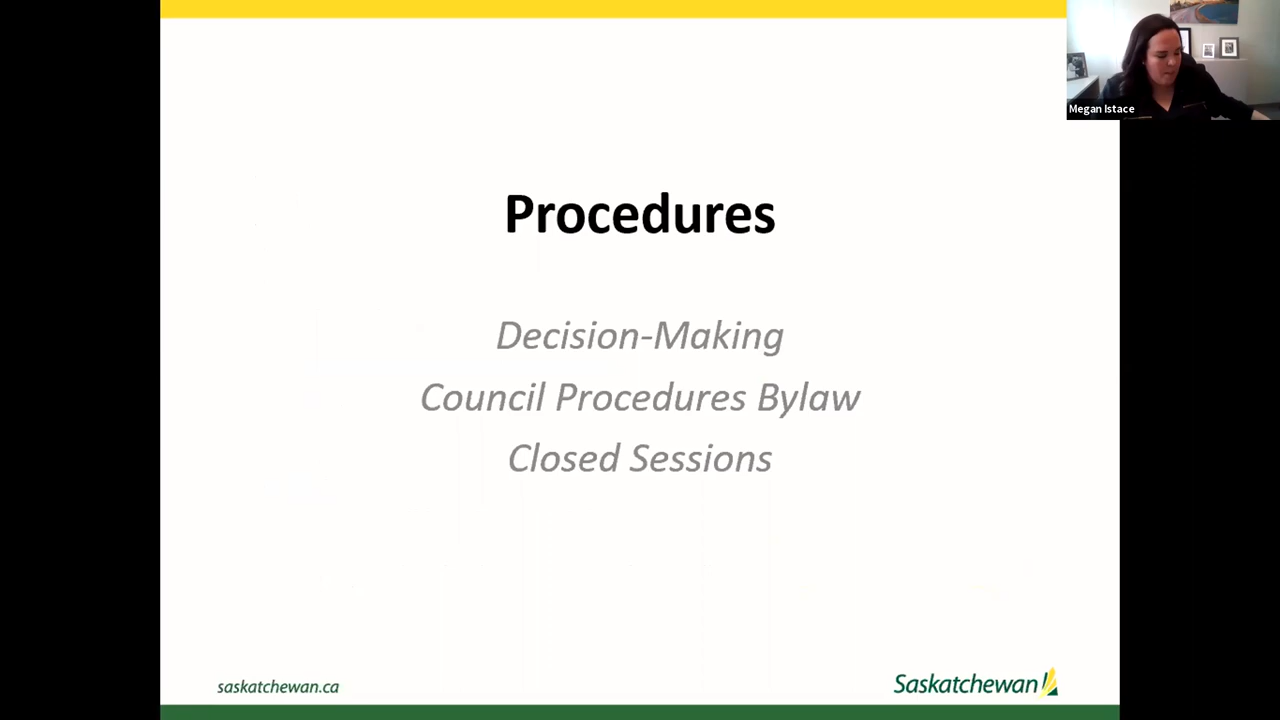 Megan Istace
Procedures
Decision-Making
Council Procedures Bylaw
Closed Sessions
saskatchewan.ca
Saskatchewan